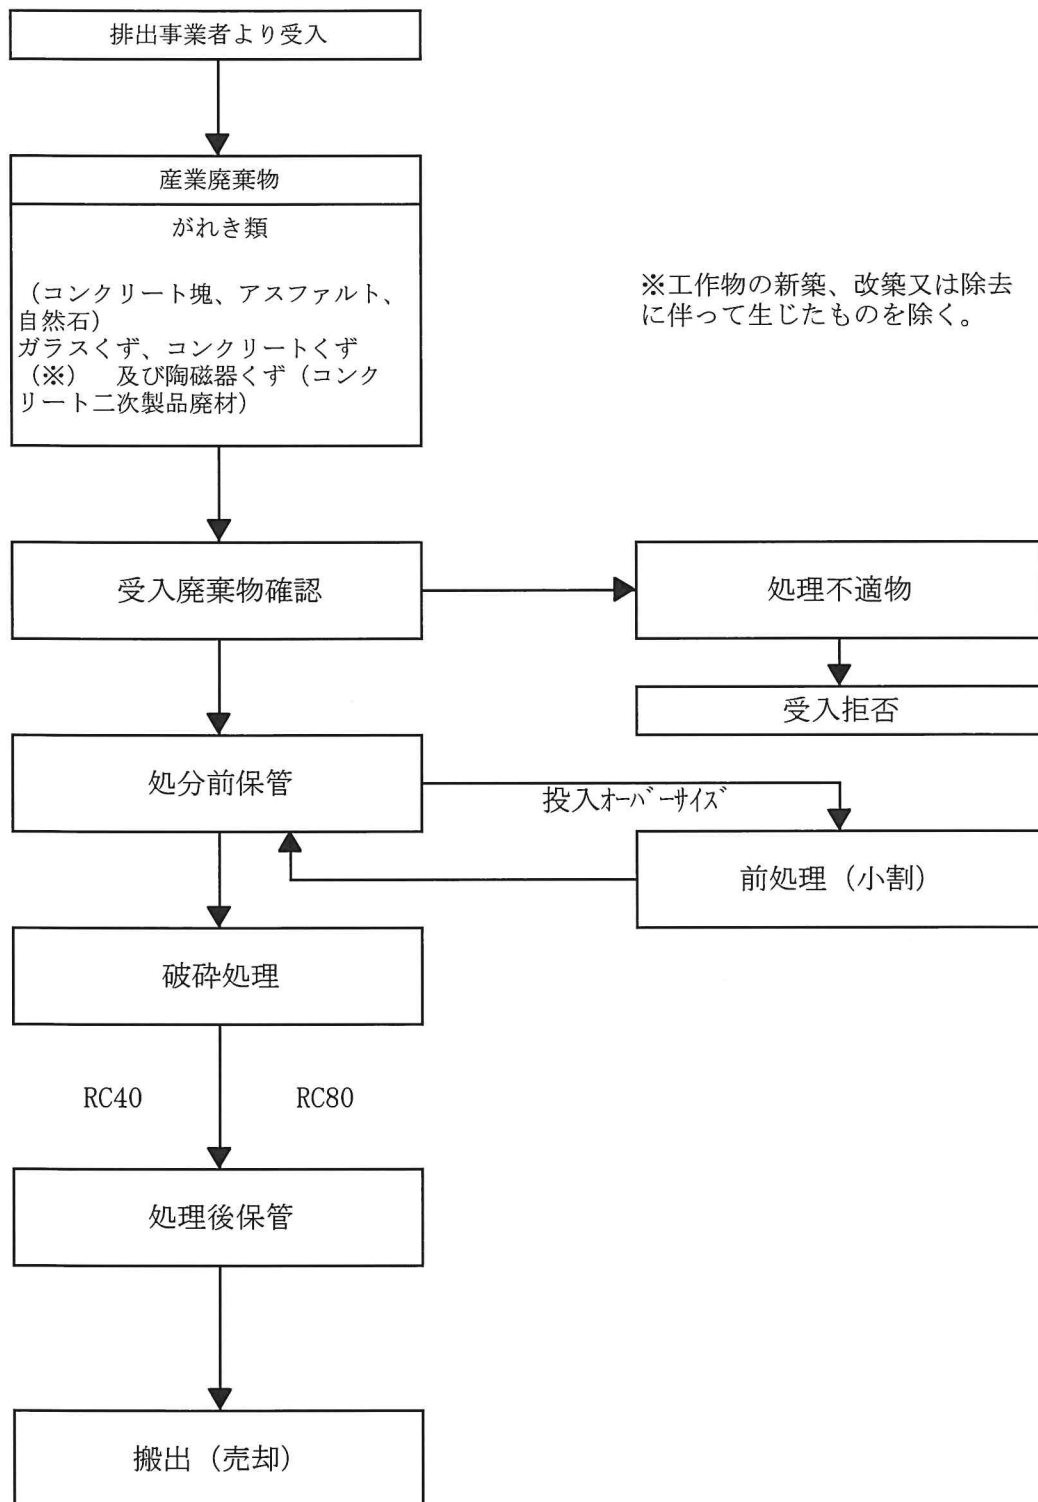 排出事業者より受入
産業廃棄物
がれき類
（コンクリート塊、アスファルト、
自然石）
ガラスくず、コンクリートくず
（※）　及び陶磁器くず（コンク
リート二次製品廃材）
※工作物の新築、改築又は除去
に伴って生じたものを除く。
受入廃棄物確認
処理不適物
受入拒否
処分前保管
投入ｵｰﾊﾞｰｻｲｽﾞ
前処理（小割）
破砕処理
RC40
RC80
処理後保管
搬出（売却）